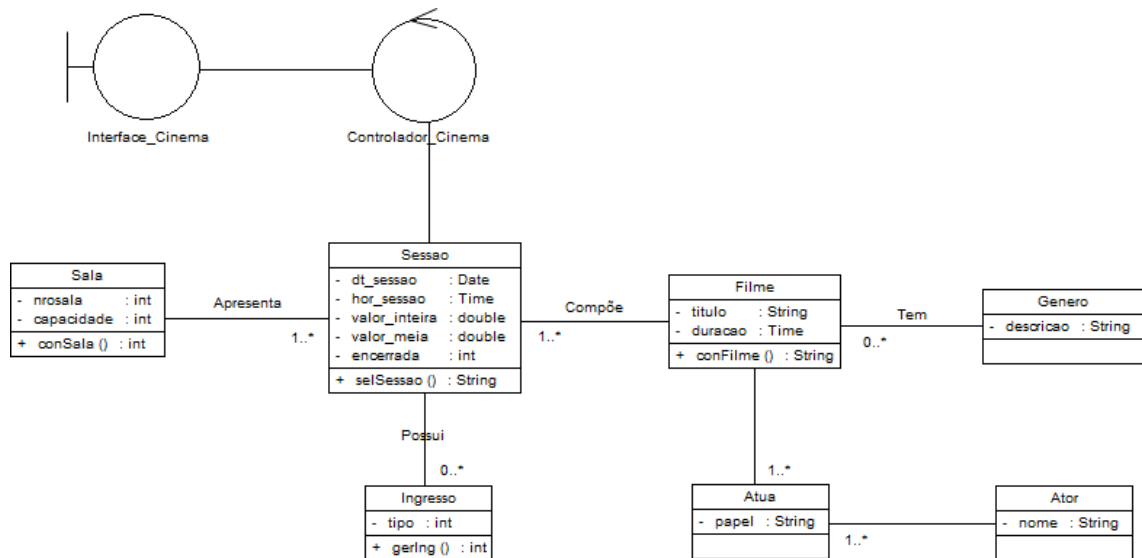 Interface_Cinema
Controlador_Cinema
Sala
- nrosala : int
- capacidade : int
+ conSala () : int
Apresenta
1..*
Sessao
- dt_sessao : Date
- hor_sessao : Time
- valor_inteira : double
- valor_meia : double
- encerrada : int
+ selSessao () : String
Compõe
1..*
Filme
- titulo : String
- duracao : Time
+ conFilme () : String
Tem
0..*
Genero
- descricao : String
Possui
0..*
Ingresso
- tipo : int
+ gerIng () : int
1..*
Atua
- papel : String
1..*
Ator
- nome : String